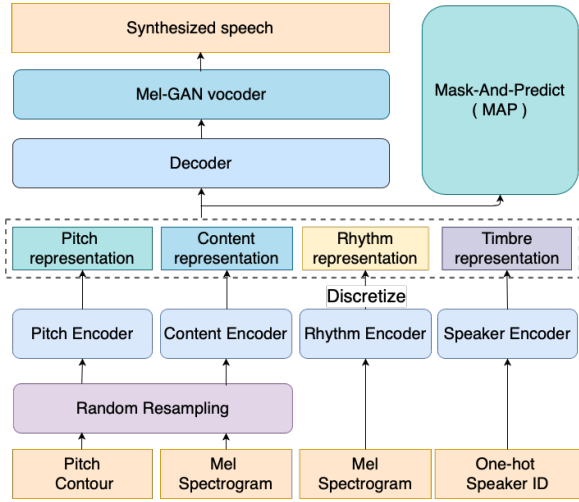 Synthesized speech
Mel-GAN vocoder
Mask-And-Predict
( MAP )
Decoder
Pitch
representation
Content
representation
Rhythm
representation
Timbre
representation
Discretize
Pitch Encoder
Content Encoder
Rhythm Encoder
Speaker Encoder
Random Resampling
Pitch
Contour
Mel
Spectrogram
Mel
Spectrogram
One-hot
Speaker ID